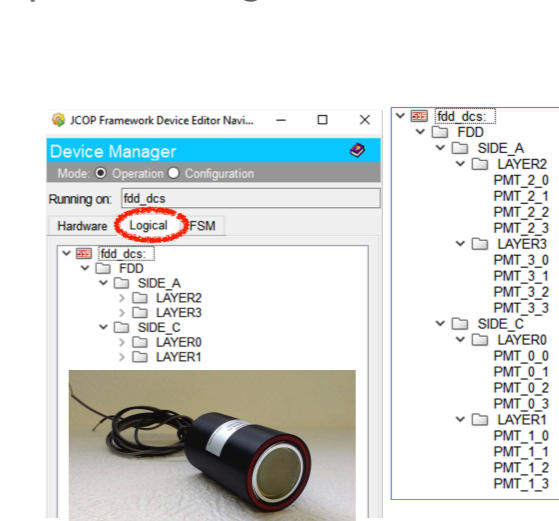 JCOP Framework Device Editor Navi...
Device Manager
Mode: Operation Configuration
Running on: fdd_dcs
Hardware Logical FSM
fdd_dcs:
FDD
SIDE_A
LAYER2
LAYER3
SIDE_C
LAYER0
LAYER1
fdd_dcs:
FDD
SIDE_A
LAYER2
PMT_2_0
PMT_2_1
PMT_2_2
PMT_2_3
LAYER3
PMT_3_0
PMT_3_1
PMT_3_2
PMT_3_3
SIDE_C
LAYER0
PMT_0_0
PMT_0_1
PMT_0_2
PMT_0_3
LAYER1
PMT_1_0
PMT_1_1
PMT_1_2
PMT_1_3